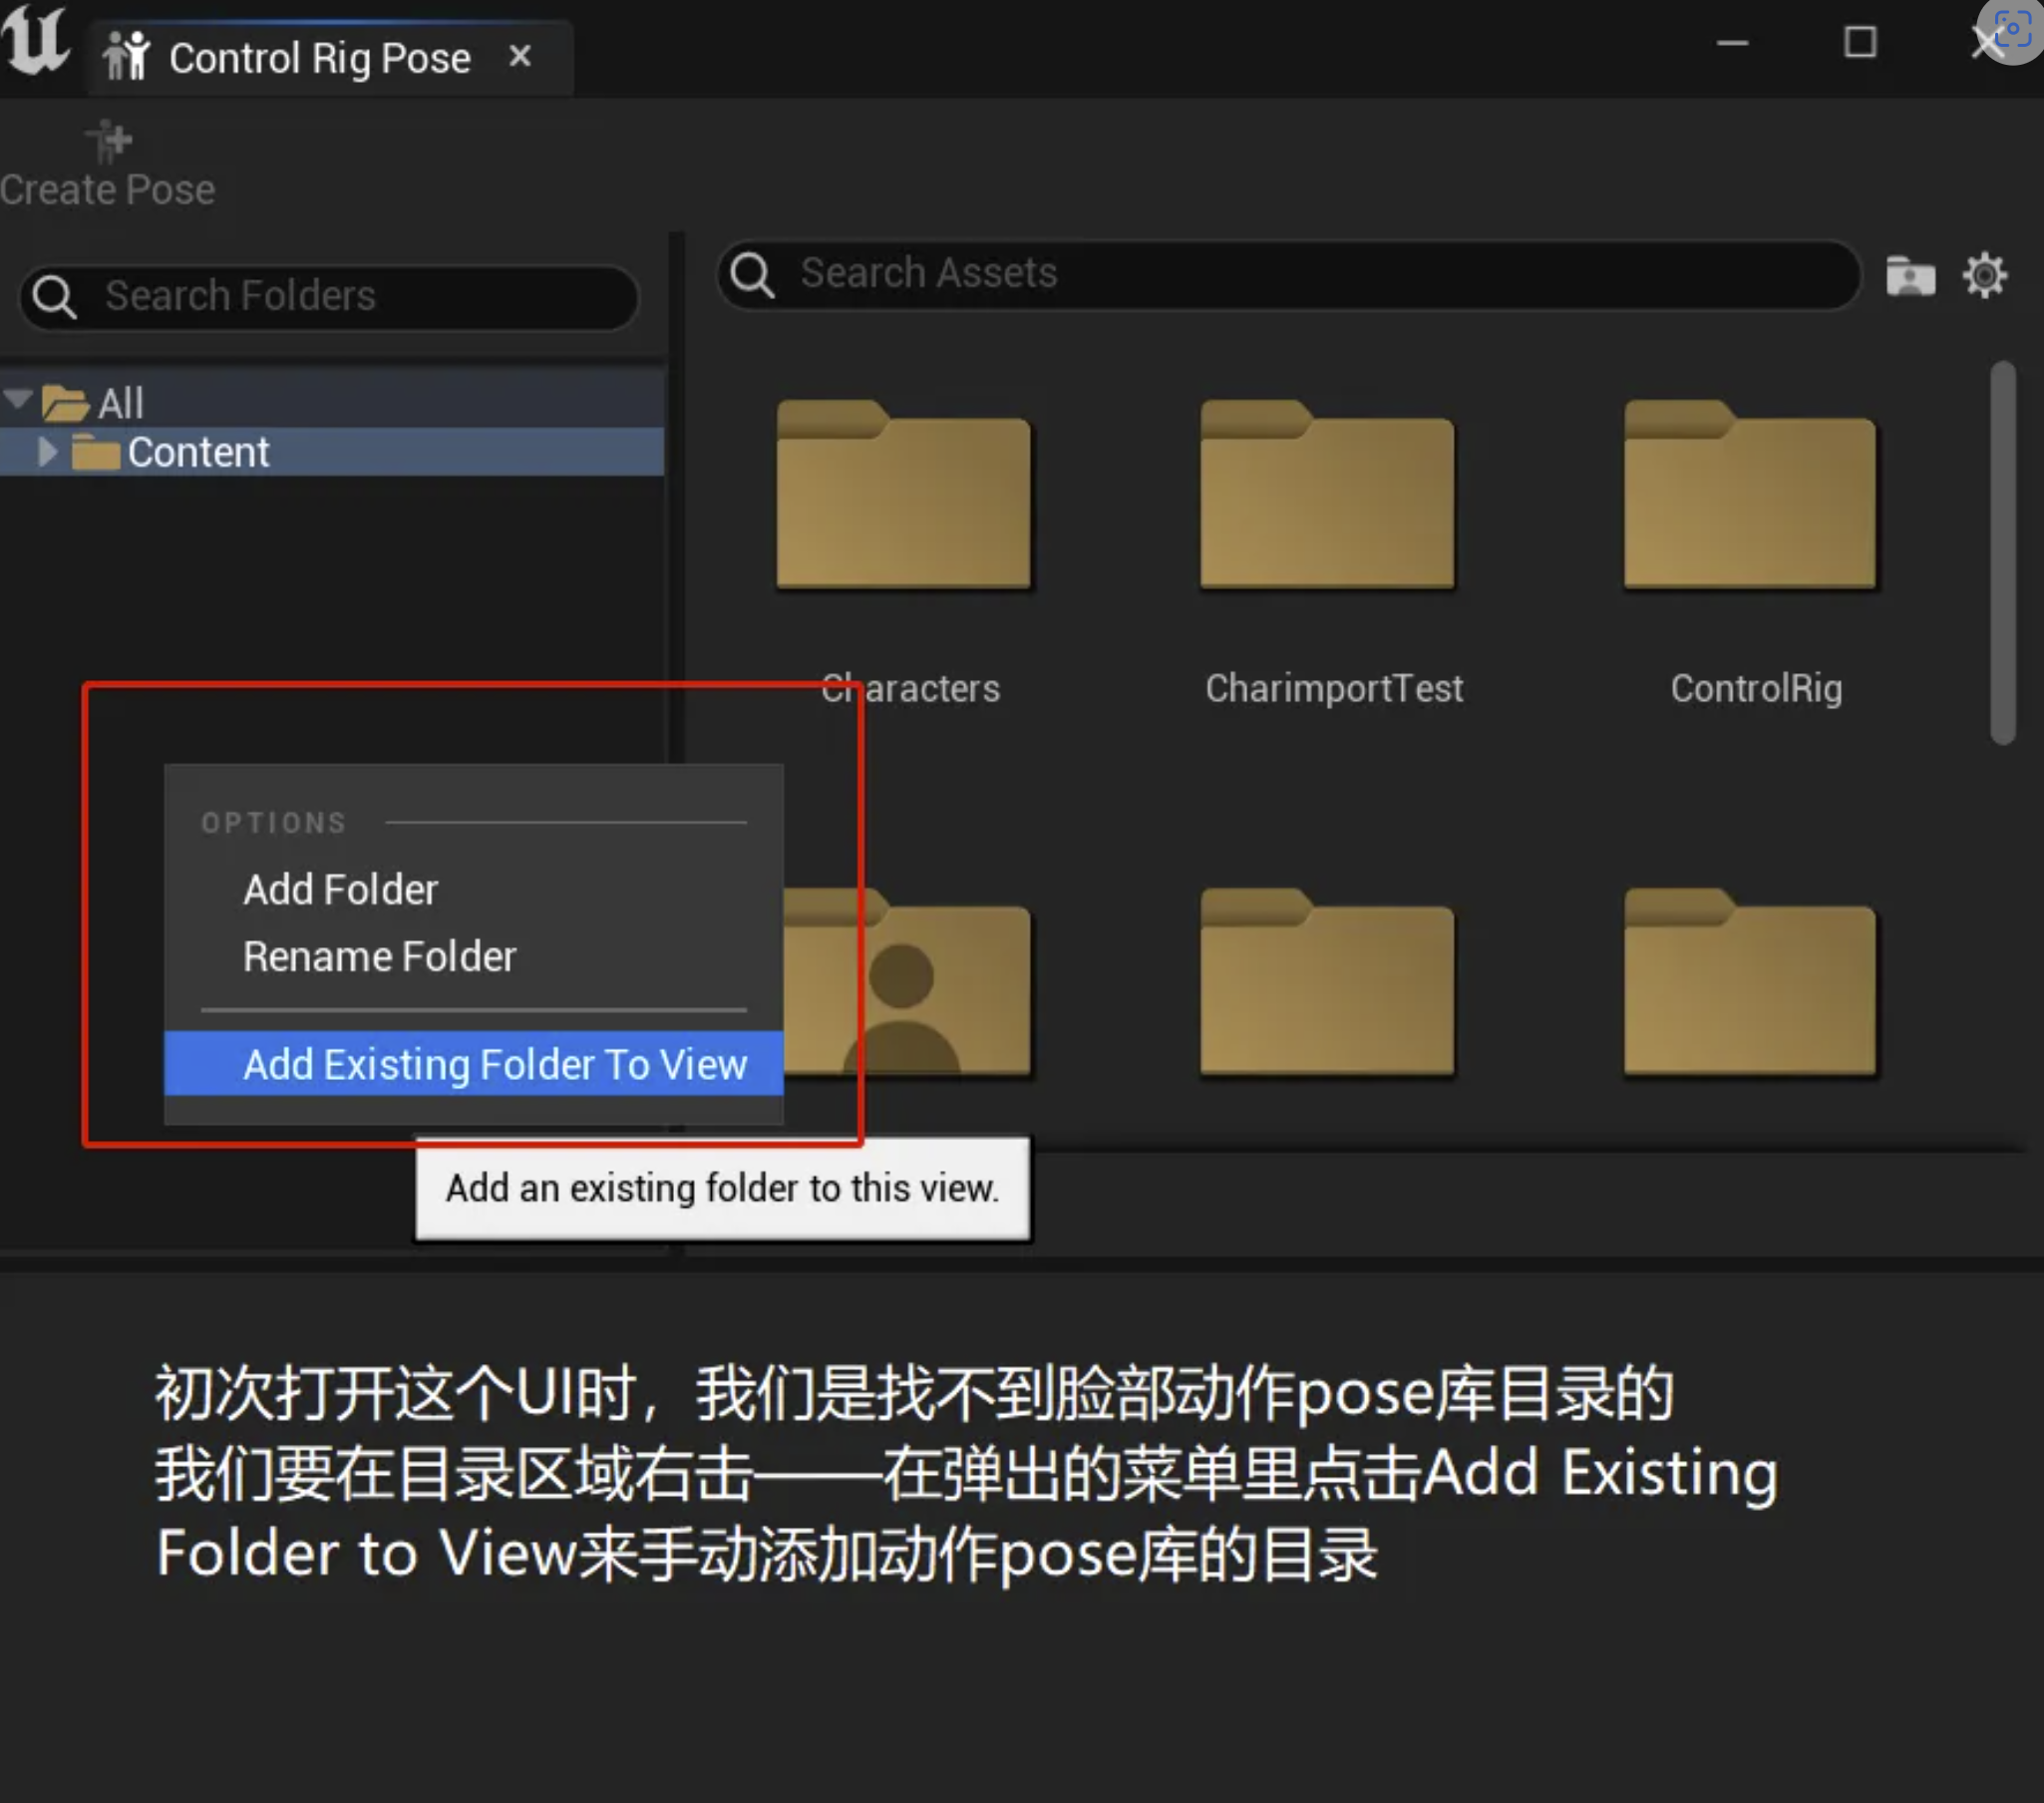 Control Rig Pose
Create Pose
Search Folders
Search Assets
All
Content
Characters
CharimportTest
ControlRig
OPTIONS
Add Folder
Rename Folder
Add Existing Folder To View
Add an existing folder to this view.
初次打开这个UI时，我们是找不到脸部动作pose库目录的
我们要在目录区域右击——在弹出的菜单里点击Add Existing
Folder to View来手动添加动作pose库的目录